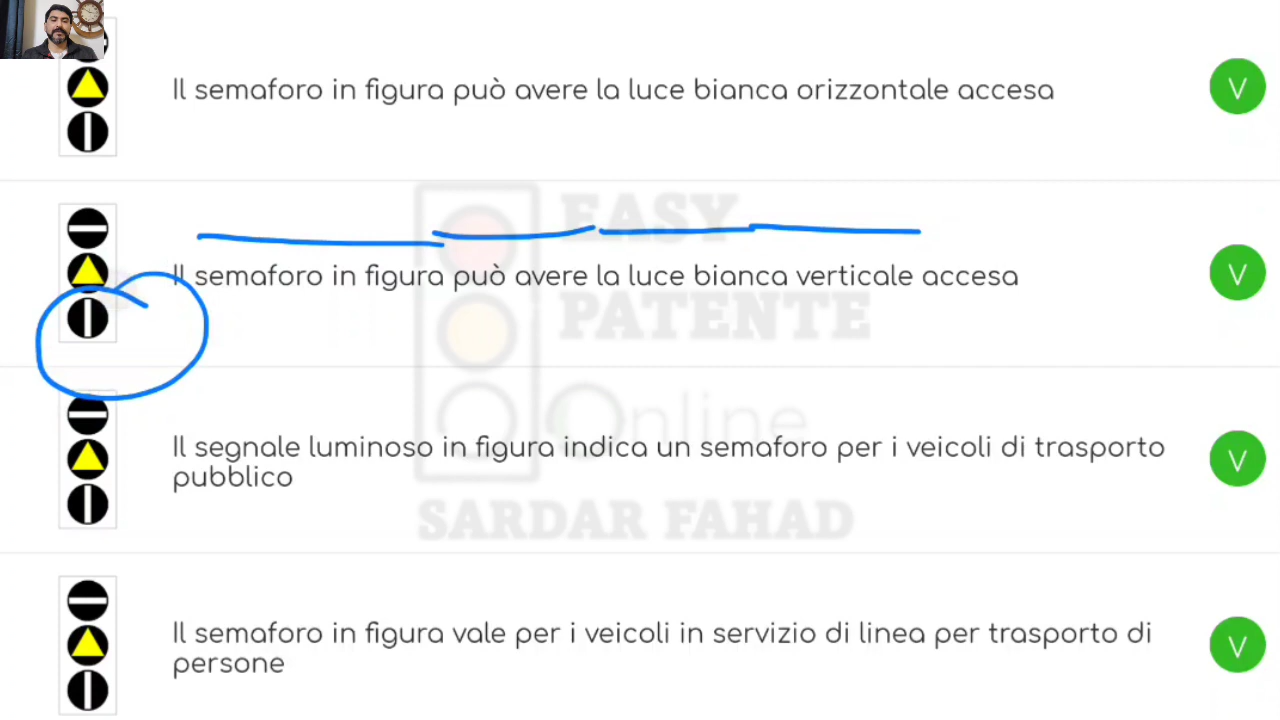 Il semaforo in figura può avere la luce bianca orizzontale accesa
V
Il semaforo in figura può avere la luce bianca verticale accesa
V
Il segnale luminoso in figura indica un semaforo per i veicoli di trasporto
pubblico
V
Il semaforo in figura vale per i veicoli in servizio di linea per trasporto di
persone
V
EASY
PATENTE
Online
SARDAR FAHAD